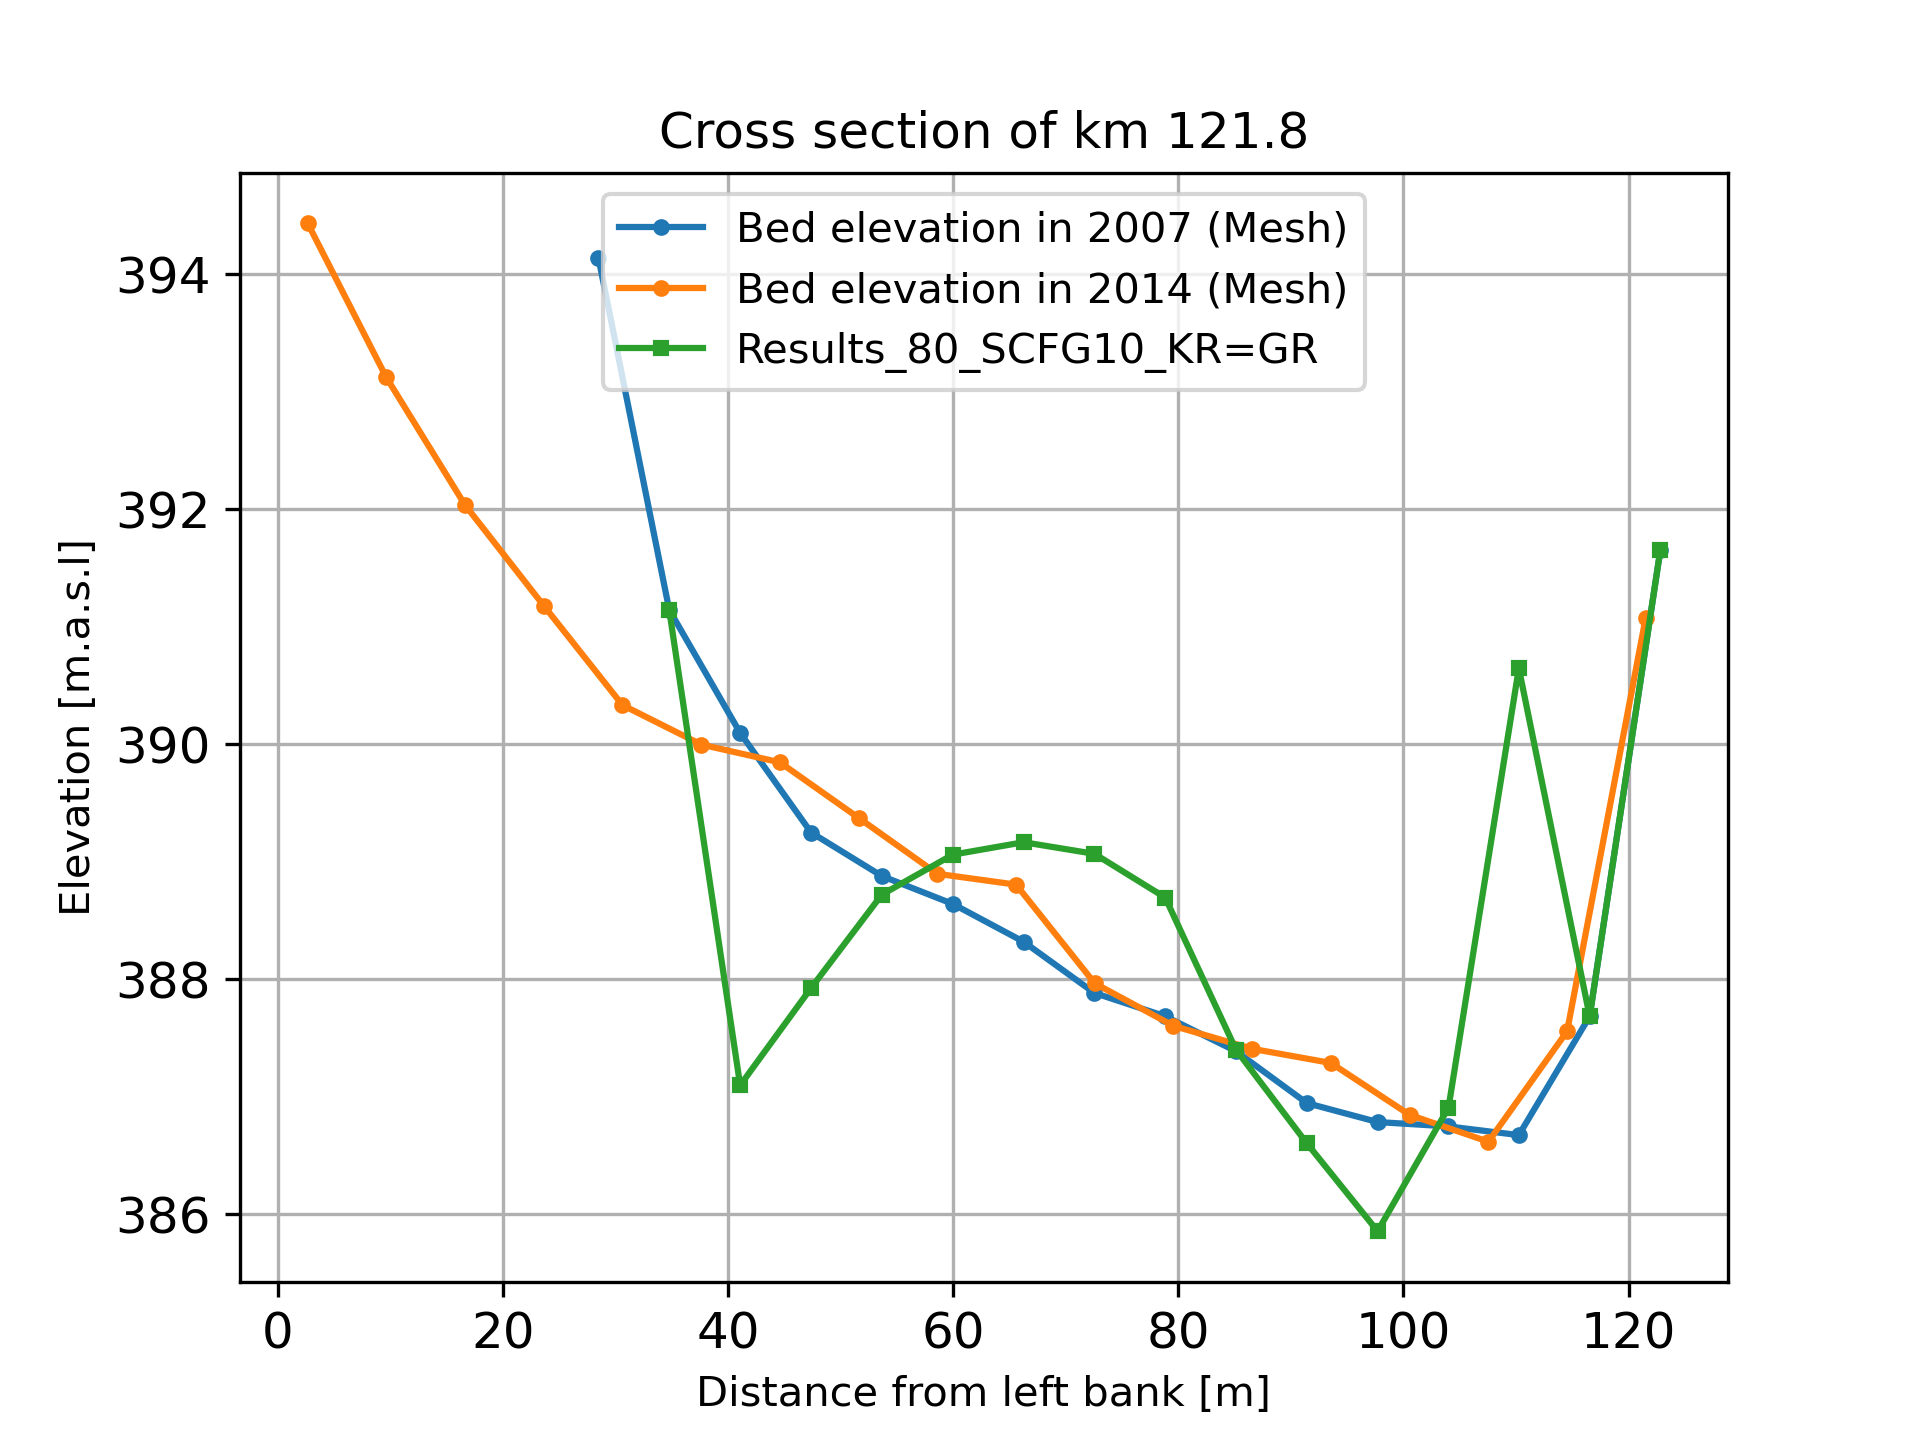 Cross section of km 121.8
Bed elevation in 2007 (Mesh)
Bed elevation in 2014 (Mesh)
Results_80_SCFG10_KR=GR
394
392
390
388
386
Elevation [m.a.s.l]
0 20 40 60 80 100 120
Distance from left bank [m]